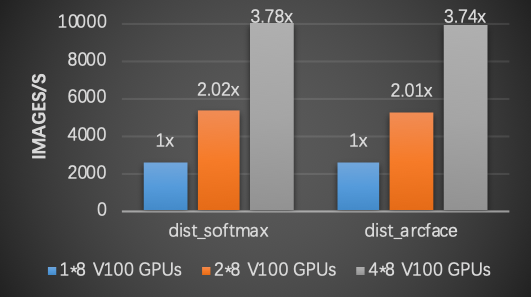 IMAGES/S
10000
8000
6000
4000
2000
0
1x
2.02x
3.78x
1x
2.01x
3.74x
dist_softmax
dist_arcface
1*8 V100 GPUs
2*8 V100 GPUs
4*8 V100 GPUs